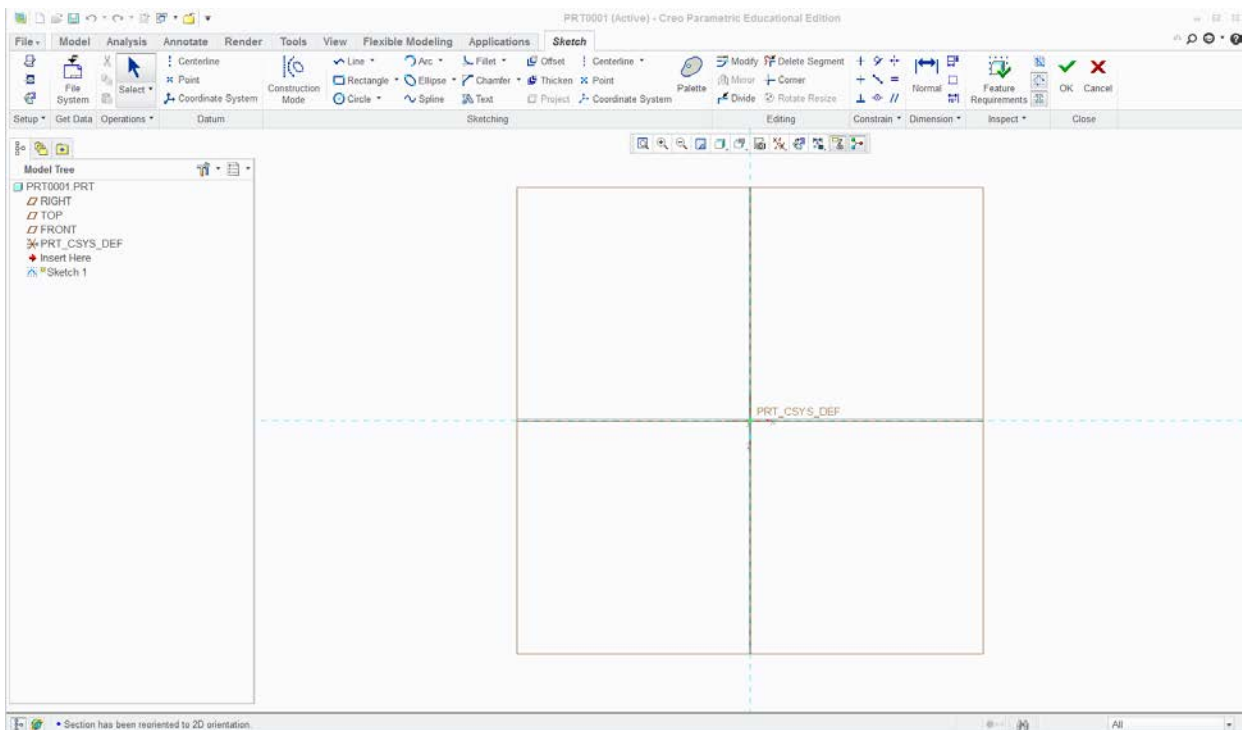 PRT0001 (Active) - Creo Parametric Educational Edition
File Model Analysis Annotate Render Tools View Flexible Modeling Applications Sketch
Centerline Line Arc Fillet Offset Centerline Modify Delete Segment
File System Select Point Construction Mode Rectangle Ellipse Chamfer Thicken Point Palette Mirror Corner Normal Feature Requirements OK Cancel
Coordinate System Circle Spline Text Project Coordinate System Divide Rotate Resize
Setup Get Data Operations Datum Sketching Editing Constrain Dimension Inspect Close
Model Tree
PRT0001.PRT
RIGHT
TOP
FRONT
PRT_CSYS_DEF
Insert Here
Sketch 1
PRT_CSYS_DEF
Section has been reoriented to 2D orientation.
All